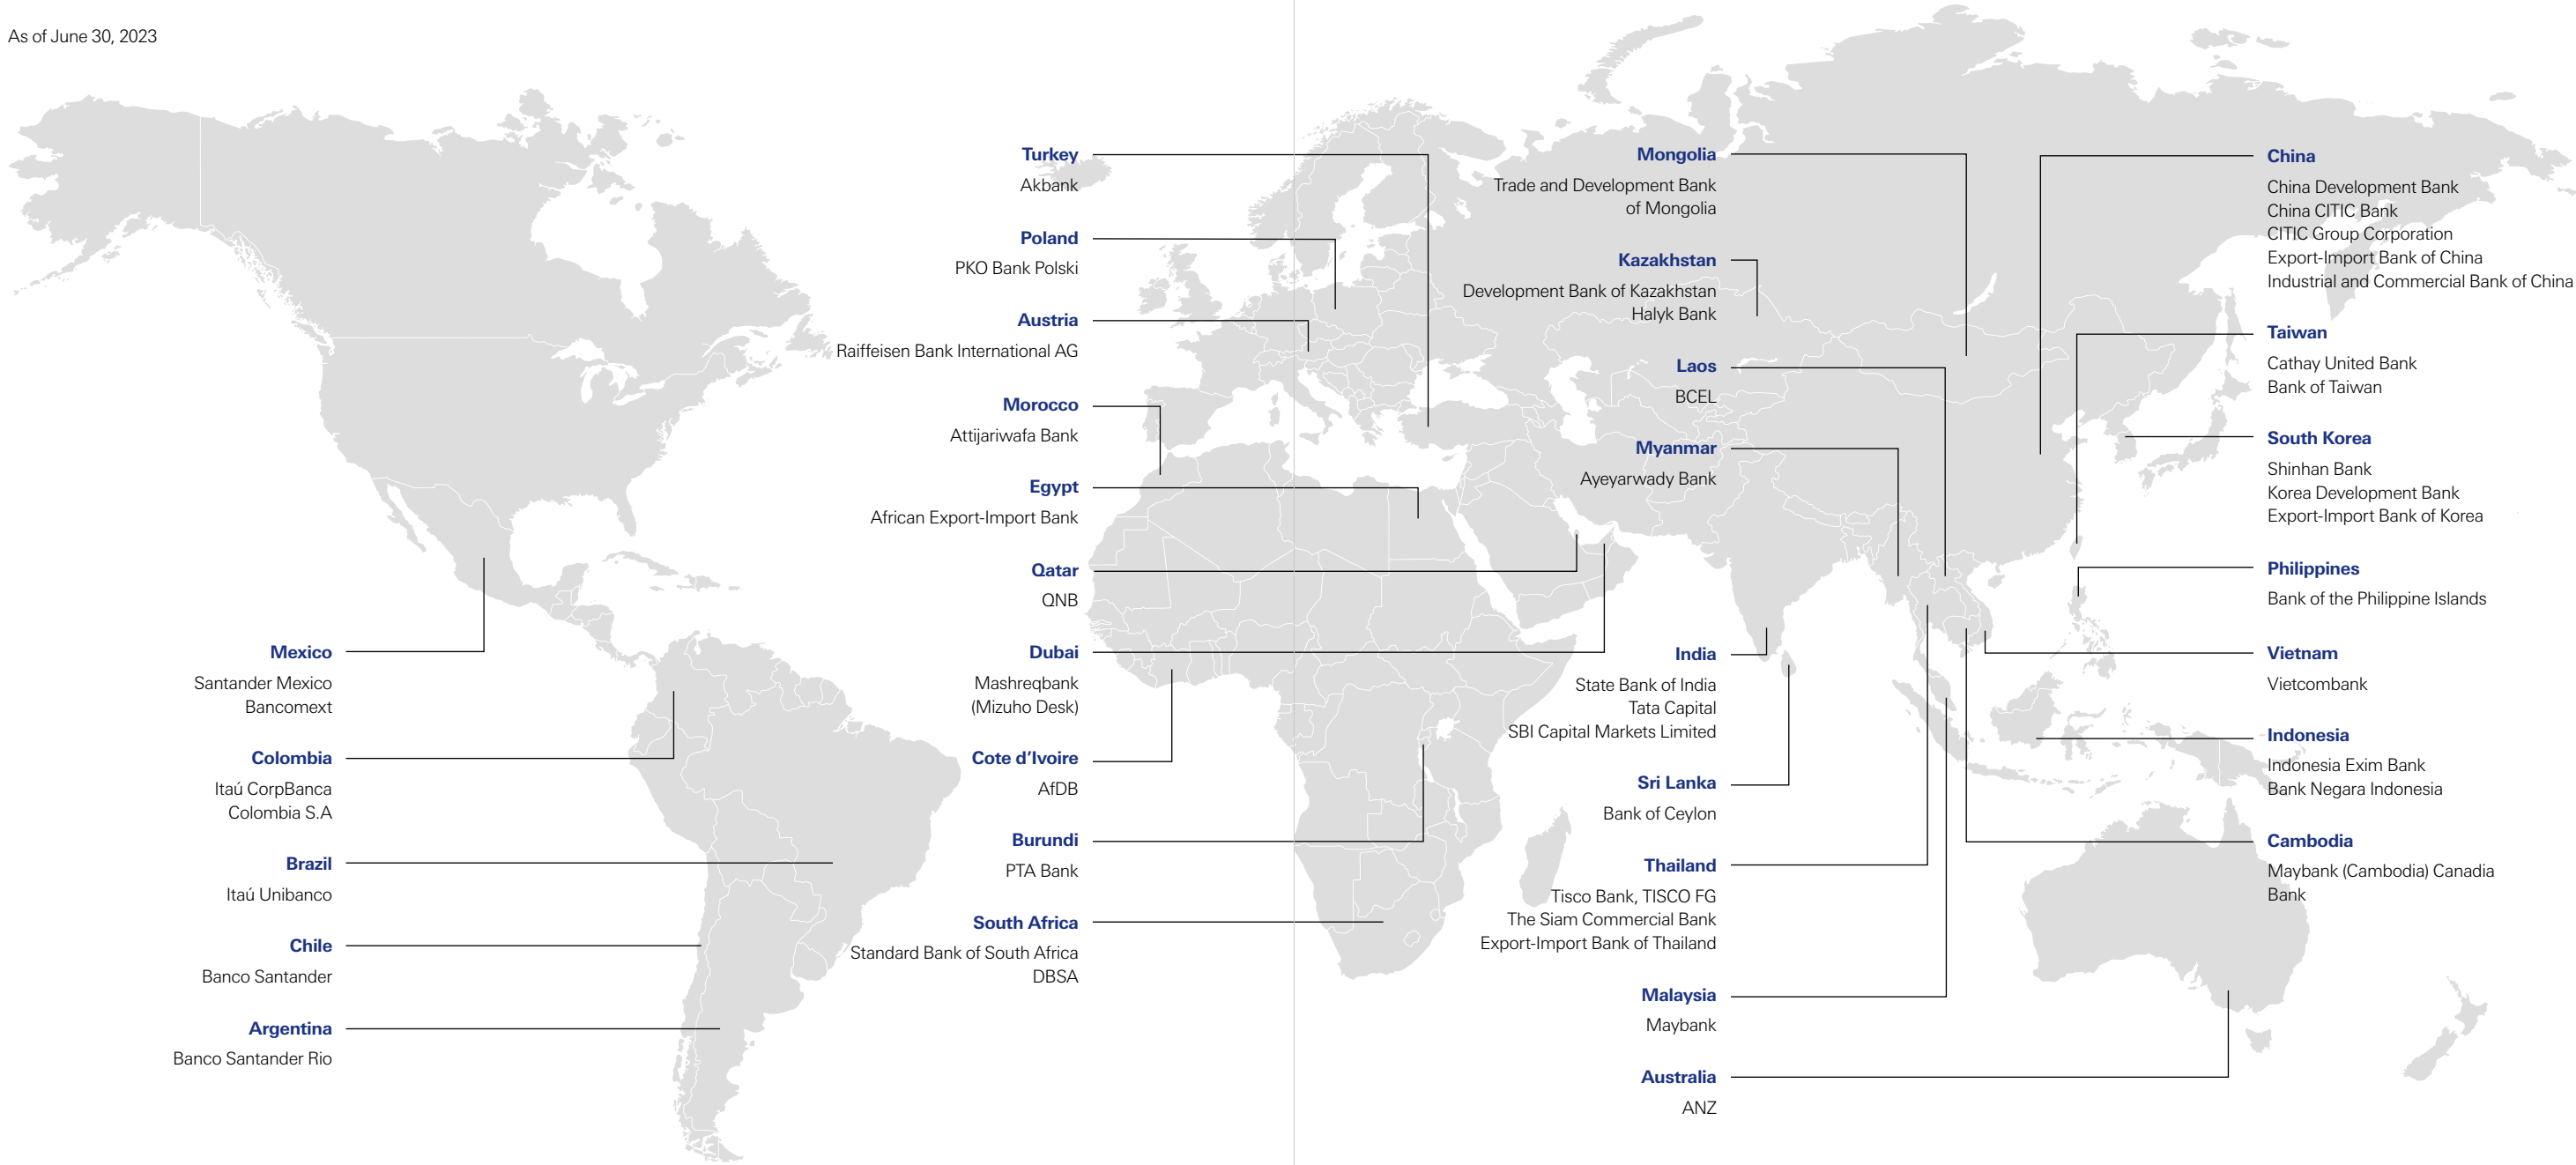 As of June 30, 2023
Mexico
Santander Mexico
Bancomext
Colombia
Itaú CorpBanca
Colombia S.A
Brazil
Itaú Unibanco
Chile
Banco Santander
Argentina
Banco Santander Rio
Turkey
Akbank
Poland
PKO Bank Polski
Austria
Raiffeisen Bank International AG
Morocco
Attijariwafa Bank
Egypt
African Export-Import Bank
Qatar
QNB
Dubai
Mashreqbank
(Mizuho Desk)
Cote d’Ivoire
AfDB
Burundi
PTA Bank
South Africa
Standard Bank of South Africa
DBSA
Mongolia
Trade and Development Bank
of Mongolia
Kazakhstan
Development Bank of Kazakhstan
Halyk Bank
Laos
BCEL
Myanmar
Ayeyarwady Bank
India
State Bank of India
Tata Capital
SBI Capital Markets Limited
Sri Lanka
Bank of Ceylon
Thailand
Tisco Bank, TISCO FG
The Siam Commercial Bank
Export-Import Bank of Thailand
Malaysia
Maybank
Australia
ANZ
China
China Development Bank
China CITIC Bank
CITIC Group Corporation
Export-Import Bank of China
Industrial and Commercial Bank of China
Taiwan
Cathay United Bank
Bank of Taiwan
South Korea
Shinhan Bank
Korea Development Bank
Export-Import Bank of Korea
Philippines
Bank of the Philippine Islands
Vietnam
Vietcombank
Indonesia
Indonesia Exim Bank
Bank Negara Indonesia
Cambodia
Maybank (Cambodia) Canadia
Bank